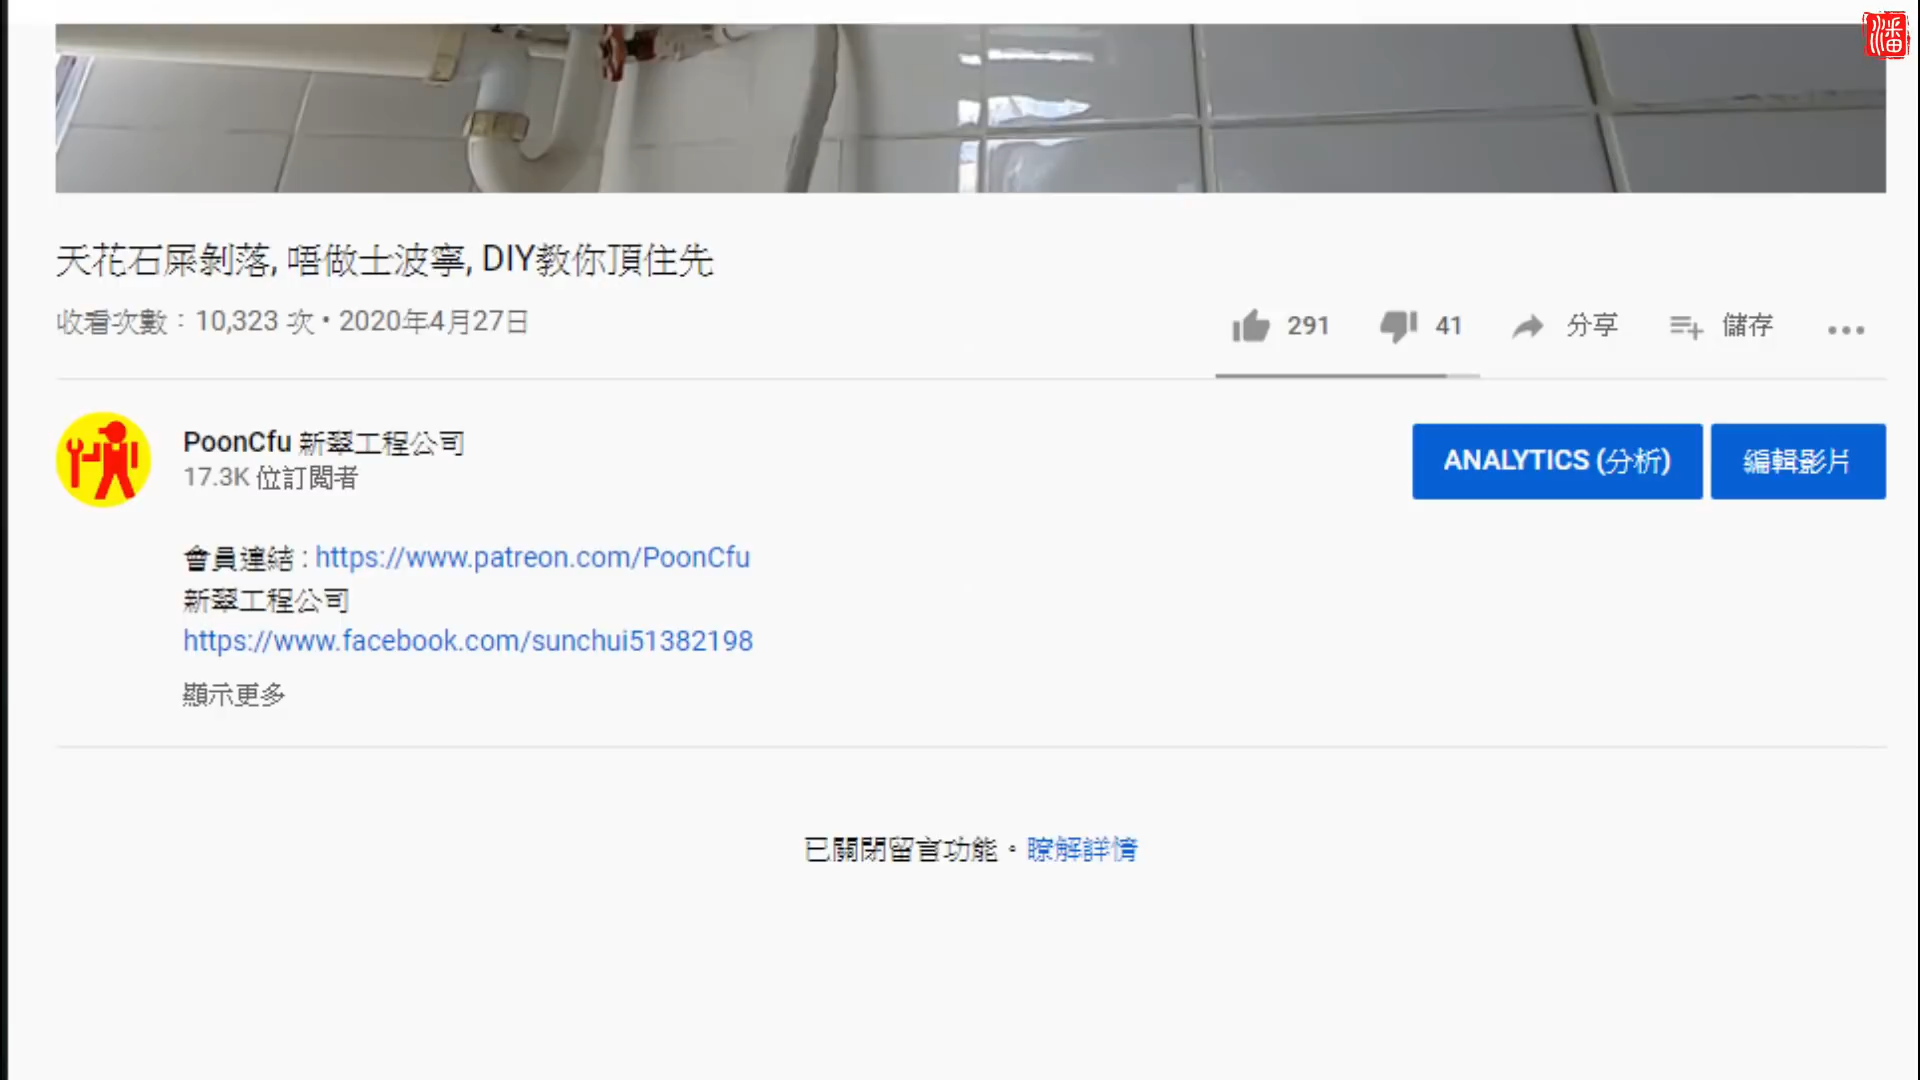 潘
天花石屎剝落, 唔做士波寧, DIY教你頂住先
收看次數：10,323 次 • 2020年4月27日
291 41 分享 儲存
PoonCfu 新翠工程公司
17.3K 位訂閱者
ANALYTICS (分析) 編輯影片
會員連結 : https://www.patreon.com/PoonCfu
新翠工程公司
https://www.facebook.com/sunchui51382198
顯示更多
已關閉留言功能。瞭解詳情